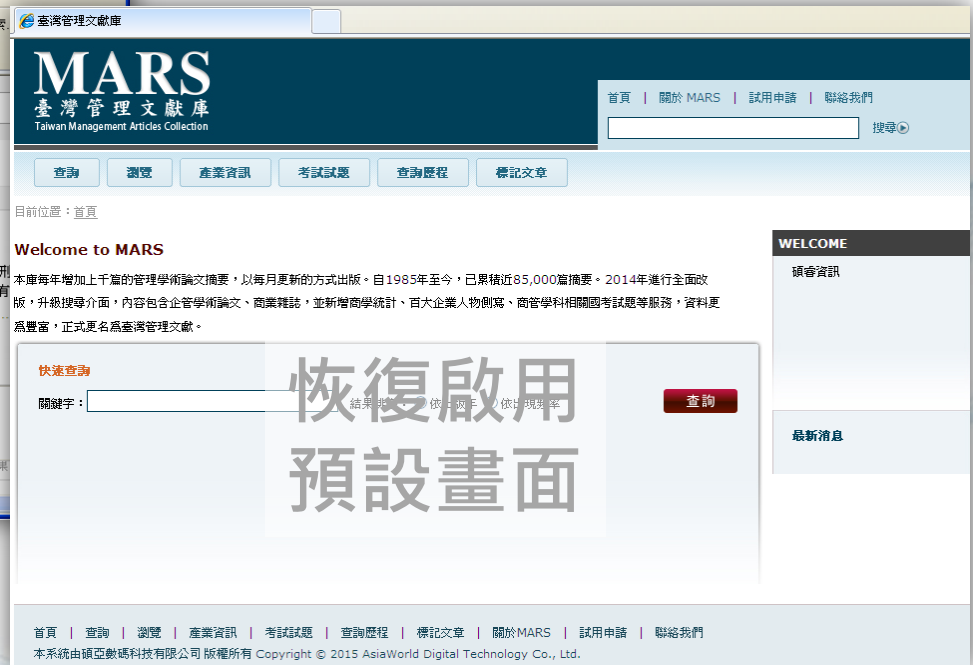 臺灣管理文獻庫
MARS
臺灣管理文獻庫
Taiwan Management Articles Collection
首頁 | 關於 MARS | 試用申請 | 聯絡我們
搜尋
查詢 瀏覽 產業資訊 考試試題 查詢歷程 標記文章
目前位置：首頁
Welcome to MARS
本庫每年增加上千篇的管理學術論文摘要，以每月更新的方式出版。自1985年至今，已累積近85,000篇摘要。2014年進行全面改
版，升級搜尋介面，內容包含企管學術論文、商業雜誌，並新增商學統計、百大企業人物側寫、商管學科相關國考試題等服務，資料更
為豐富，正式更名為臺灣管理文獻。
WELCOME
碩睿資訊
最新消息
快速查詢
關鍵字：
結果排序：依出版年 依出現頻率
查詢
恢復啟用
預設畫面
首頁 | 查詢 | 瀏覽 | 產業資訊 | 考試試題 | 查詢歷程 | 標記文章 | 關於MARS | 試用申請 | 聯絡我們
本系統由碩亞數碼科技有限公司 版權所有 Copyright © 2015 AsiaWorld Digital Technology Co., Ltd.